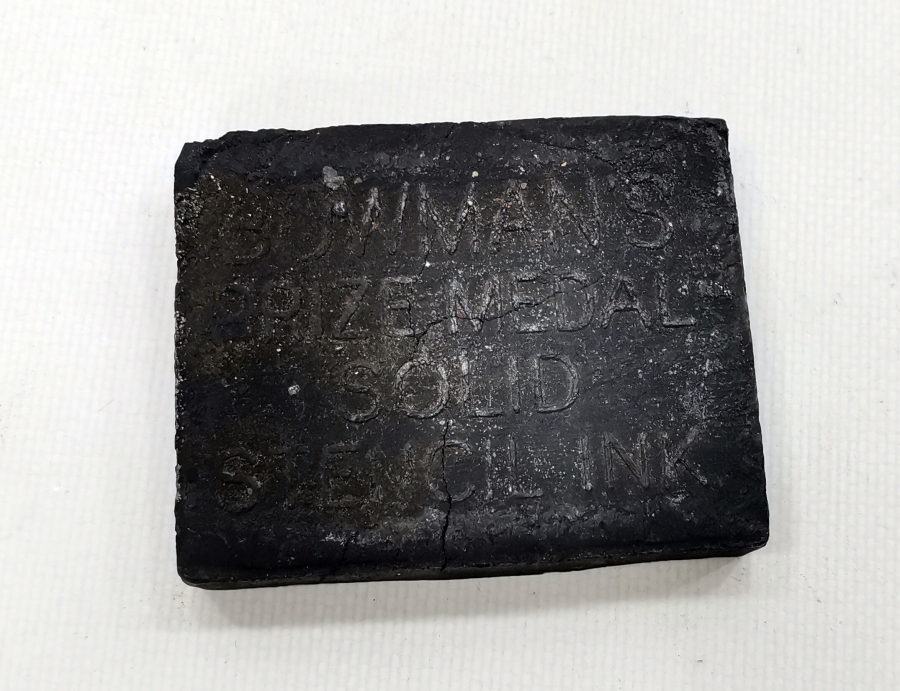 BOWMAN'S
PRIZE MEDAL
SOLID
STENCIL INK